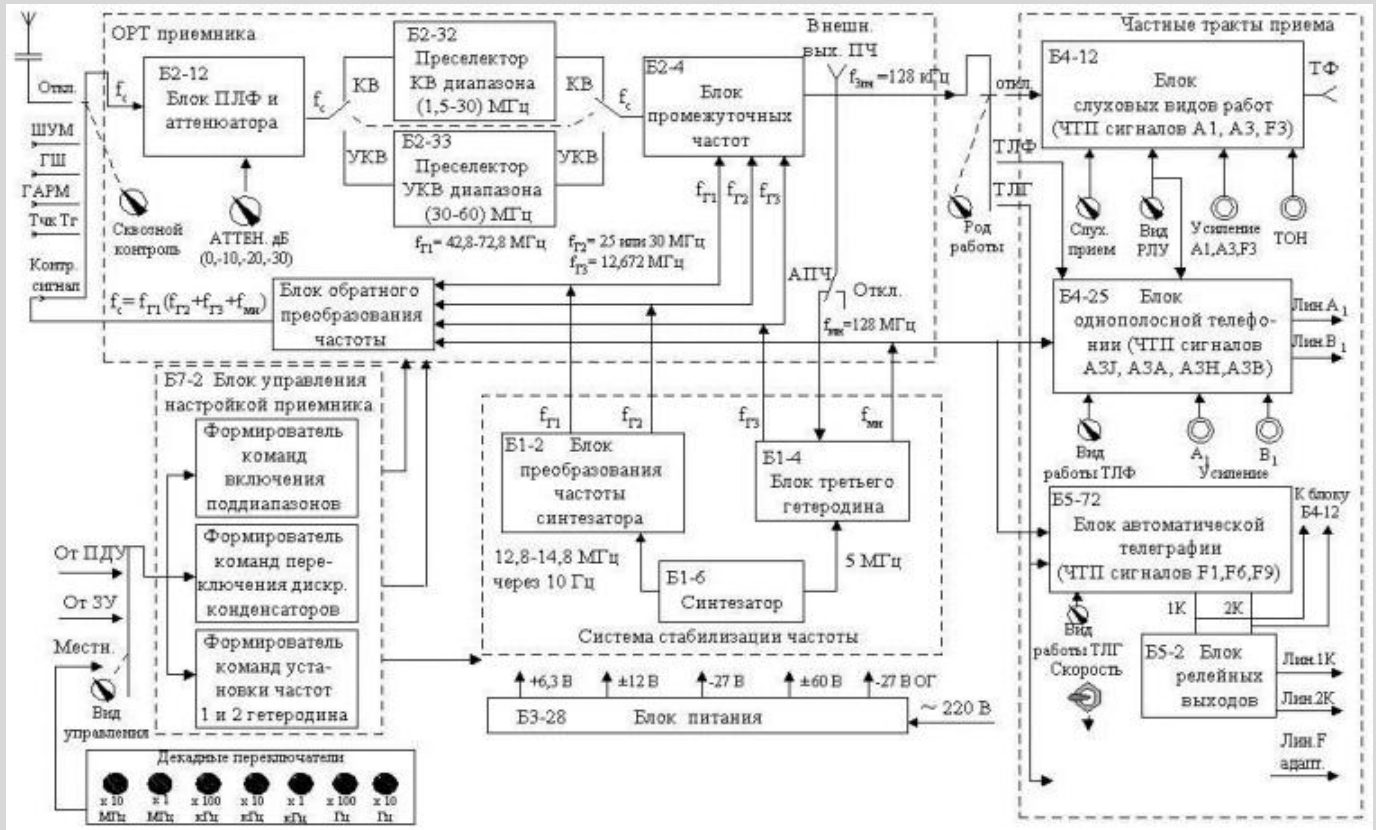 ОРТ приемника
Внешн.
вых. ПЧ
Частные тракты приема
Откл.
ШУМ
ГШ
ГАРМ
Тчк Тг
Контр.
сигнал
fс
Б2-12
Блок ПЛФ и
аттенюатора
Сквозной
контроль
АТТЕН. дБ
(0,-10,-20,-30)
fс
КВ
УКВ
Б2-32
Преселектор
КВ диапазона
(1,5-30) МГц
Б2-33
Преселектор
УКВ диапазона
(30-60) МГц
КВ
УКВ
fс
Б2-4
Блок
промежуточных
частот
fГ1
fГ2
fГ3
f3пч =128 кГц
откл.
ТЛФ
ТЛГ
Род
работы
Б4-12
Блок
слуховых видов работ
(ЧТП сигналов А1, А3, F3)
ТФ
Слух.
прием
Вид
РЛУ
Усиление
А1,А3,F3
ТОН
fГ1= 42,8-72,8 МГц
fГ2= 25 или 30 МГц
fГ3= 12,672 МГц
АПЧ
Откл.
fмн=128 МГц
fс= fГ1 (fГ2+fГ3+fмн)
Блок обратного
преобразования
частоты
Б4-25 Блок
однополосной телефо-
нии (ЧТП сигналов
А3J, А3А, А3Н,А3В)
Лин.А1
Лин.В1
Вид
работы ТЛФ
А1
В1
Усиление
Б7-2 Блок управления
настройкой приемника
Формирователь
команд
включения
поддиапазонов
Формирователь
команд пере-
ключения дискр.
конденсаторов
Формирователь
команд уста-
новки частот
1 и 2 гетеродина
От ПДУ
От ЗУ
Местн.
Вид
управления
fГ1
fГ2
fГ3
fмн
Б1-2 Блок
преобразования
частоты
синтезатора
Б1-4
Блок третьего
гетеродина
12,8-14,8 МГц
через 10 Гц
5 МГц
Б1-6
Синтезатор
Система стабилизации частоты
+6,3 В
±12 В
-27 В
±60 В
-27 В ОГ
Б3-28 Блок питания
~ 220 В
Б5-72
Блок автоматической
телеграфии
(ЧТП сигналов F1,F6,F9)
К блоку
Б4-12
1К
2К
Вид
работы ТЛГ
Скорость
Б5-2 Блок
релейных
выходов
Лин.1К
Лин.2К
Лин.F
адапт.
Декадные переключатели
х 10
МГц
х 1
МГц
х 100
кГц
х 10
кГц
х 1
кГц
х 100
Гц
х 10
Гц